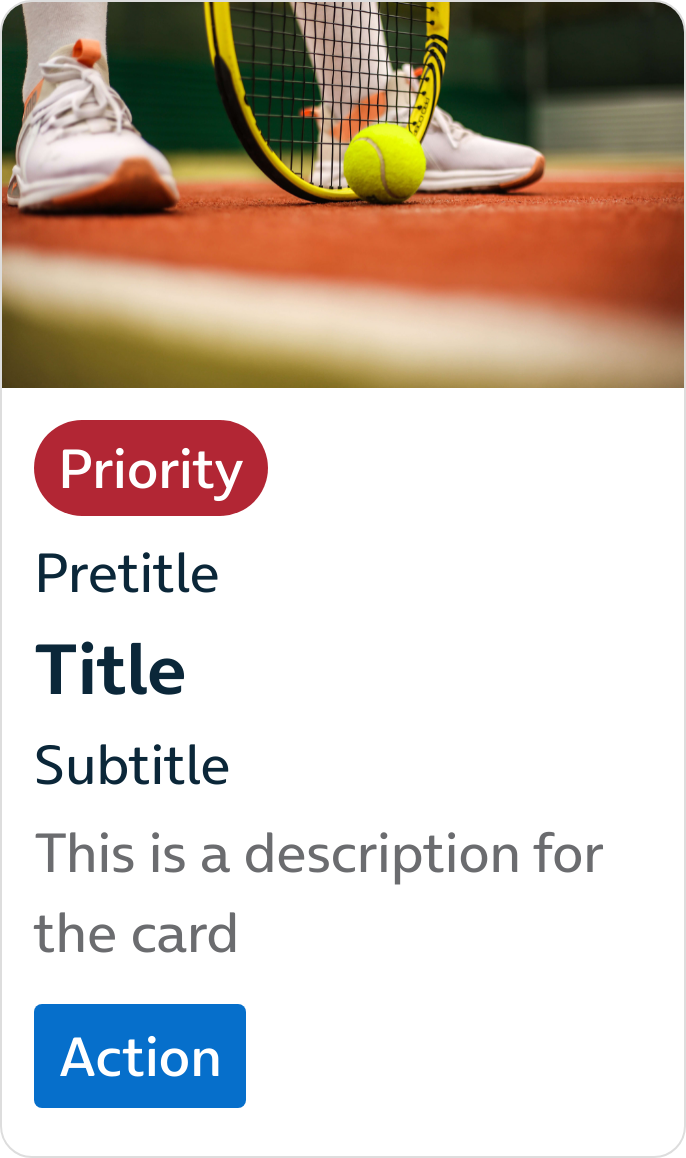 Priority
Pretitle
Title
Subtitle
This is a description for
the card
Action